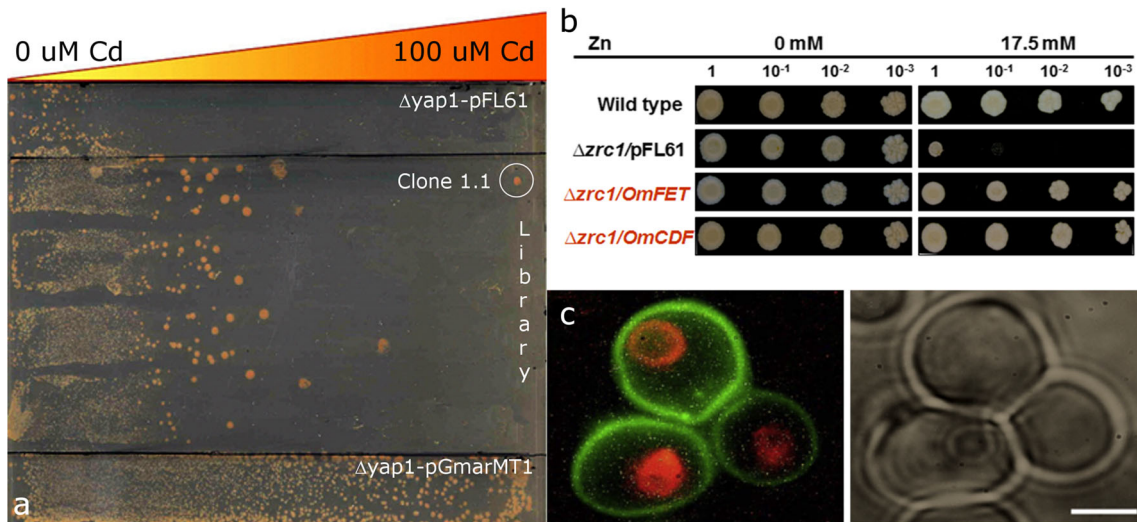 0 uM Cd
100 uM Cd
Δyap1-pFL61
Clone 1.1
Library
Δyap1-pGmarMT1
a
b
Zn 0 mM 17.5 mM
1 10-1 10-2 10-3 1 10-1 10-2 10-3
Wild type
Δzrc1/pFL61
Δzrc1/OmFET
Δzrc1/OmCDF
c